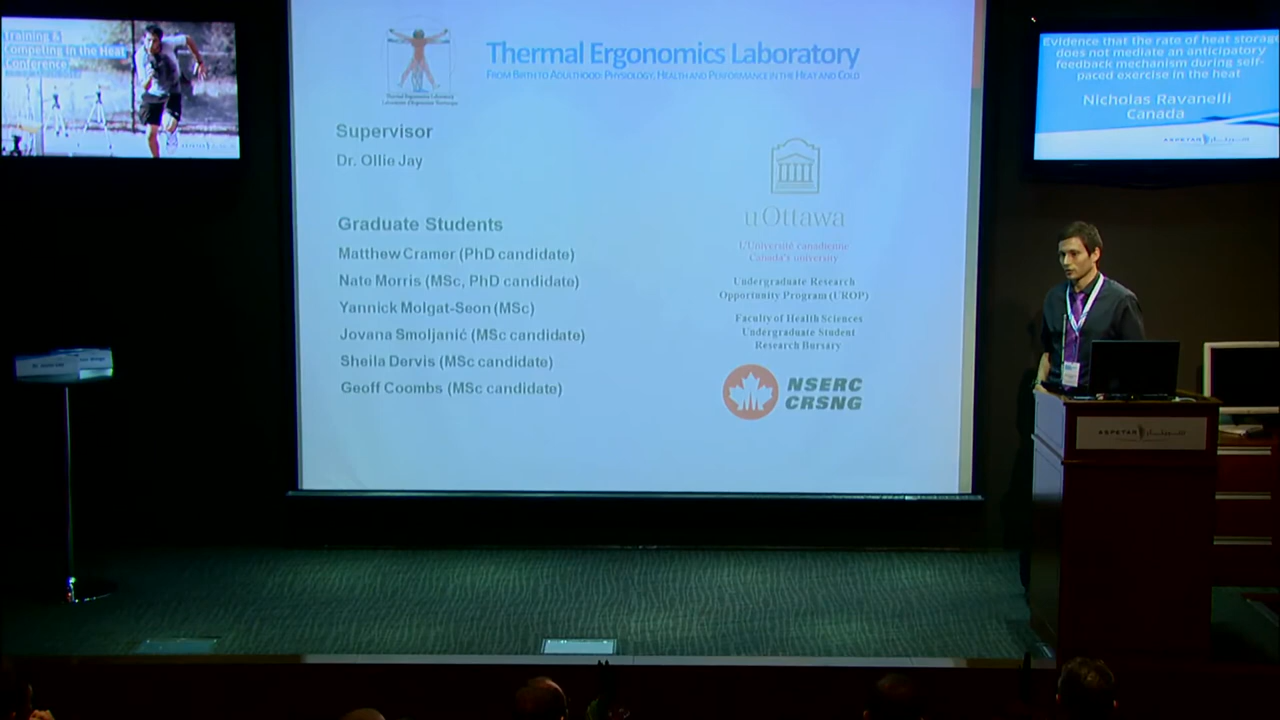 Training &
Competing in the Heat
Conference
Thermal Ergonomics Laboratory
FROM BIRTH TO ADULTHOOD: PHYSIOLOGY, HEALTH AND PERFORMANCE IN THE HEAT AND COLD
Thermal Ergonomics Laboratory
Supervisor
Dr. Ollie Jay
Graduate Students
Matthew Cramer (PhD candidate)
Nate Morris (MSc, PhD candidate)
Yannick Molgat-Seon (MSc)
Jovana Smoljanić (MSc candidate)
Sheila Dervis (MSc candidate)
Geoff Coombs (MSc candidate)
uOttawa
L'Université canadienne
Canada's university
Undergraduate Research
Opportunity Program (UROP)
Faculty of Health Sciences
Undergraduate Student
Research Bursary
NSERC
CRSNG
Evidence that the rate of heat storage
does not mediate an anticipatory
feedback mechanism during self-
paced exercise in the heat
Nicholas Ravanelli
Canada
ASPETAR
ASPETAR